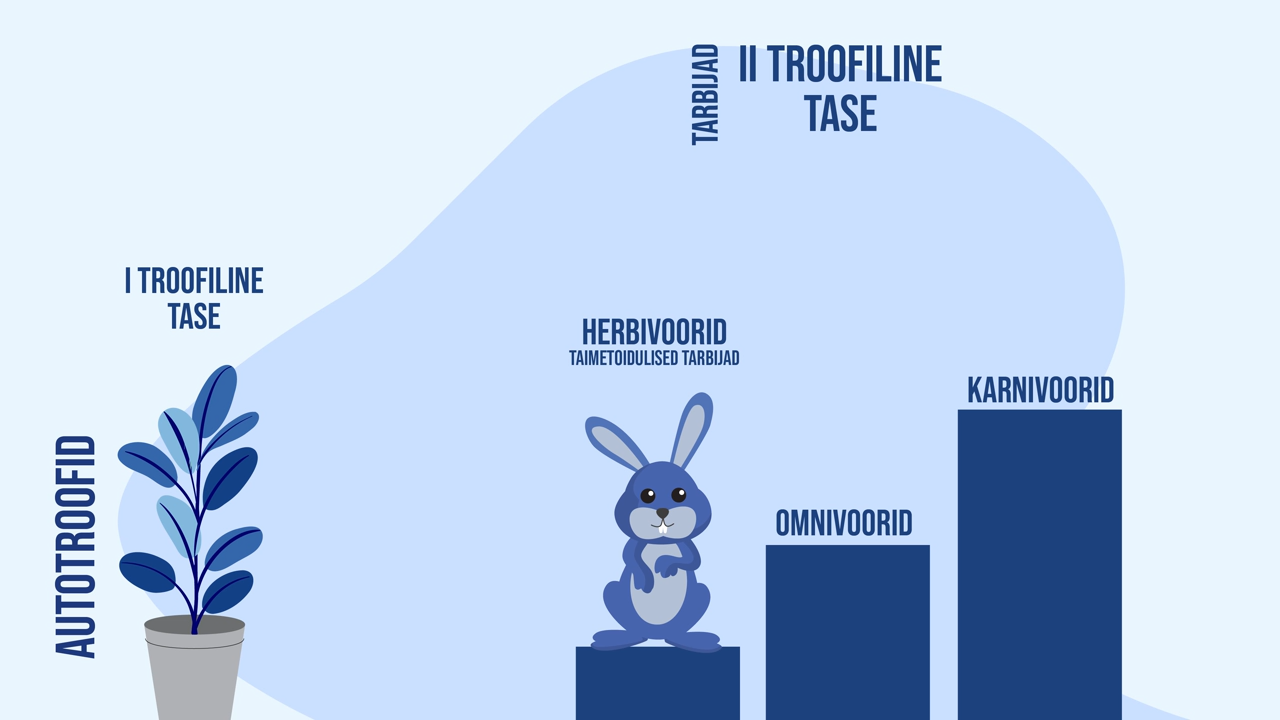 TARBIJAD
II TROOFILINE
TASE
I TROOFILINE
TASE
AUTOTROOFID
HERBIVOORID
TAIMETOIDULISED TARBIJAD
OMNIVOORID
KARNIVOORID